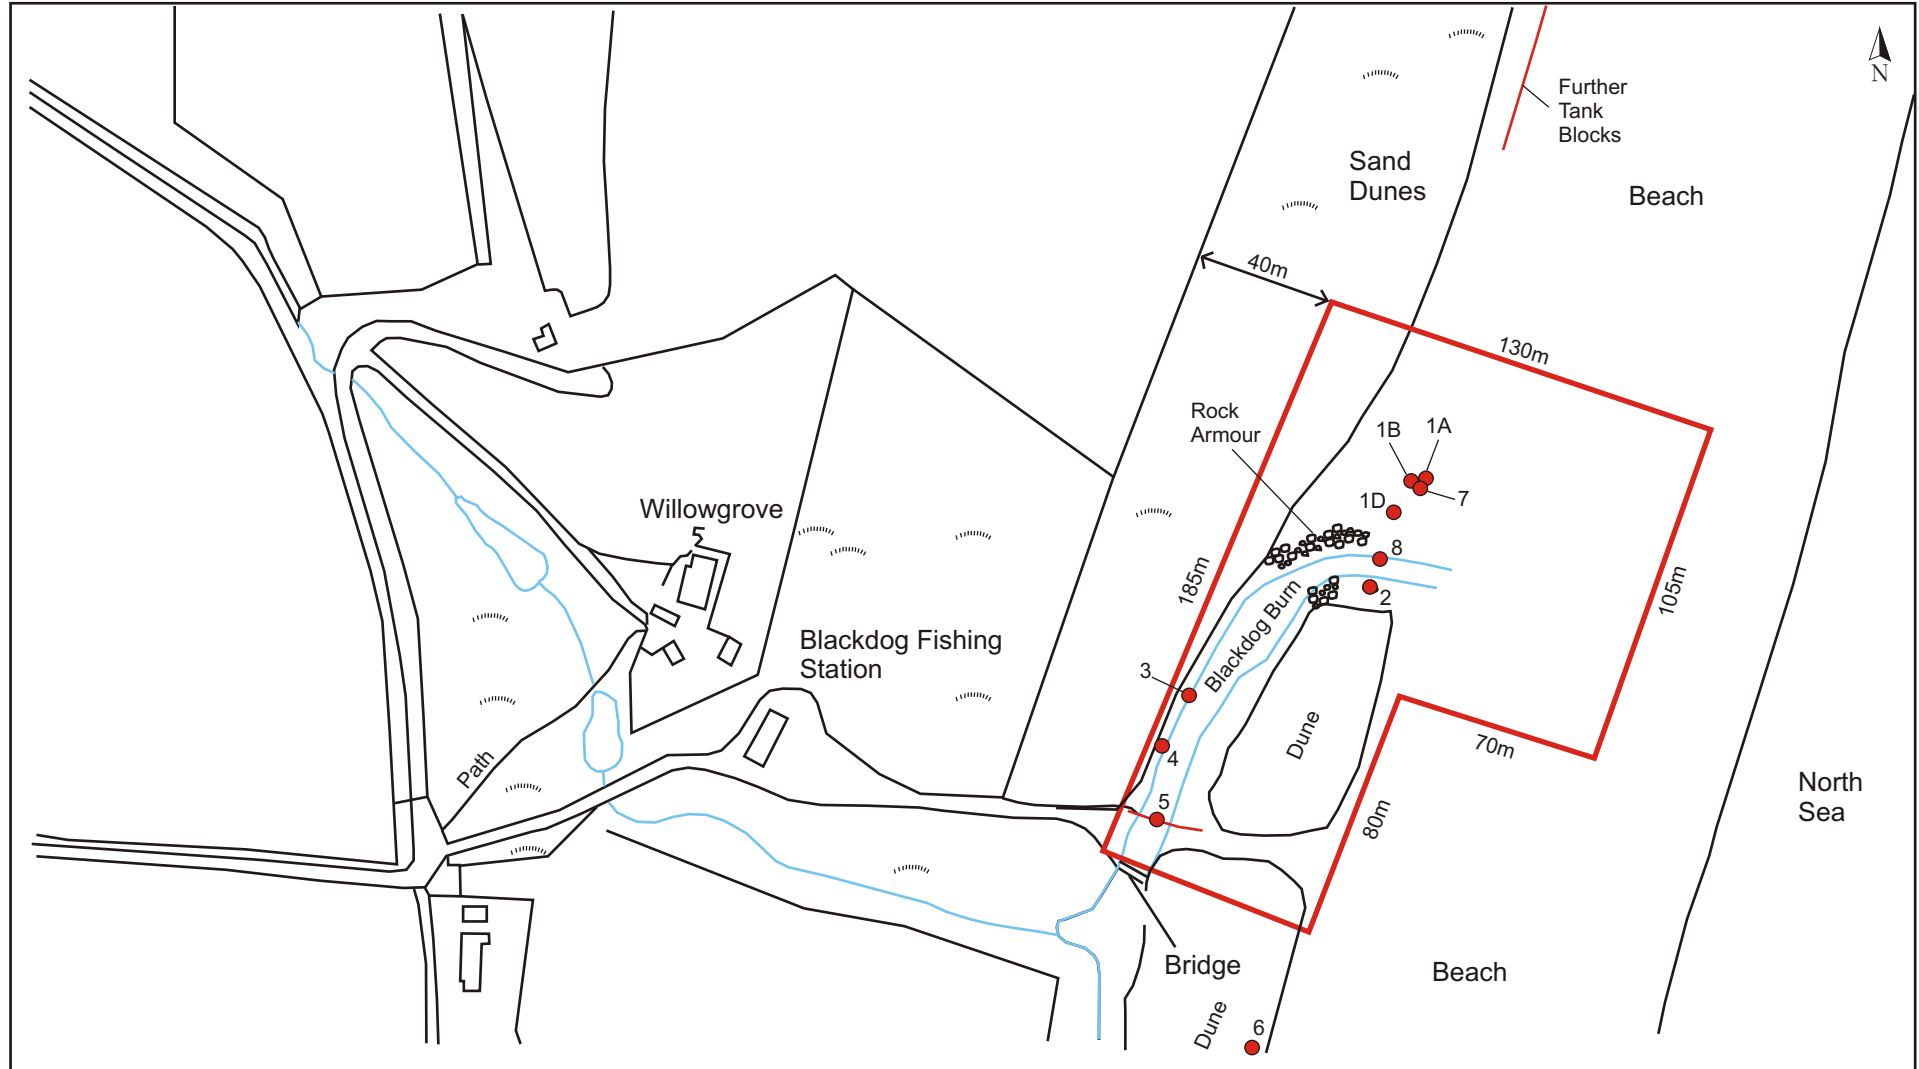 N
Further
Tank
Blocks
Sand
Dunes
Beach
40m
130m
Rock
Armour
1B
1A
7
1D
8
2
Willowgrove
185m
105m
Blackdog Burn
Blackdog Fishing
Station
3
4
5
Dune
70m
80m
Path
North
Sea
Bridge
Beach
Dune
6